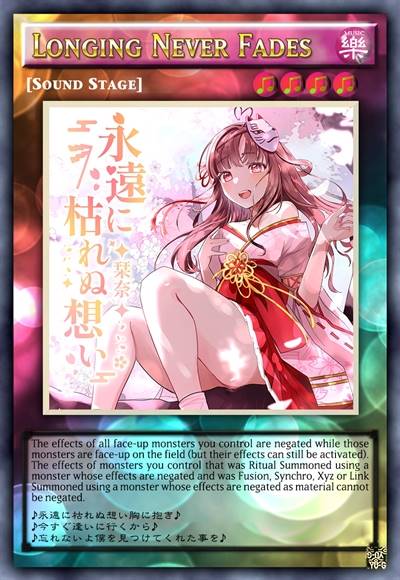 LONGING NEVER FADES
MUSIC
樂
[SOUND STAGE]
永遠に
枯れぬ想い
栞奈
The effects of all face-up monsters you control are negated while those
monsters are face-up on the field (but their effects can still be activated).
The effects of monsters you control that was Ritual Summoned using a
monster whose effects are negated and was Fusion, Synchro, Xyz or Link
Summoned using a monster whose effects are negated as material cannot
be negated.
♪永遠に枯れぬ想い胸に抱き♪
♪今すぐ逢いに行くから♪
♪忘れないよ僕を見つけてくれた事を♪